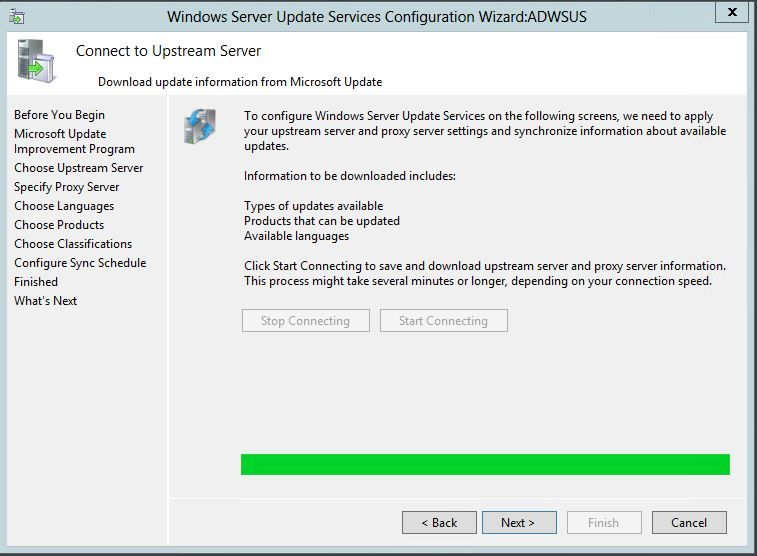 Windows Server Update Services Configuration Wizard:ADWSUS
x
Connect to Upstream Server
Download update information from Microsoft Update
Before You Begin
Microsoft Update
Improvement Program
Choose Upstream Server
Specify Proxy Server
Choose Languages
Choose Products
Choose Classifications
Configure Sync Schedule
Finished
What's Next
To configure Windows Server Update Services on the following screens, we need to apply
your upstream server and proxy server settings and synchronize information about available
updates.
Information to be downloaded includes:
Types of updates available
Products that can be updated
Available languages
Click Start Connecting to save and download upstream server and proxy server information.
This process might take several minutes or longer, depending on your connection speed.
Stop Connecting
Start Connecting
< Back
Next >
Finish
Cancel